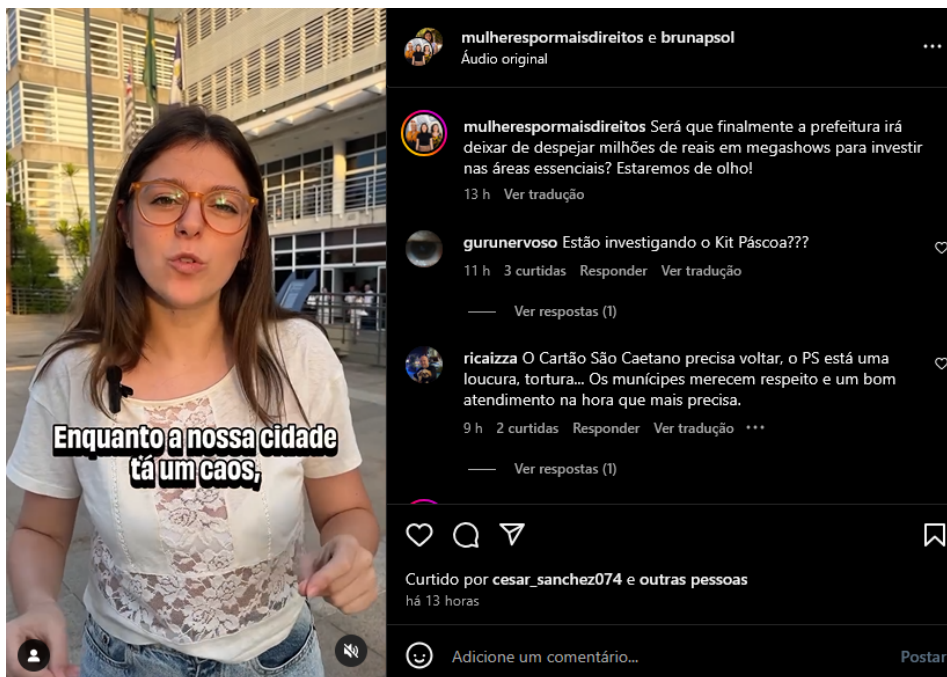 Enquanto a nossa cidade
tá um caos,
mulherespormaisdireitos e brunapsol
Áudio original
mulherespormaisdireitos Será que finalmente a prefeitura irá
deixar de despejar milhões de reais em megashows para investir
nas áreas essenciais? Estaremos de olho!
13 h Ver tradução
gurunervoso Estão investigando o Kit Páscoa???
11 h 3 curtidas Responder Ver tradução
Ver respostas (1)
ricaizza O Cartão São Caetano precisa voltar, o PS está uma
loucura, tortura... Os munícipes merecem respeito e um bom
atendimento na hora que mais precisa.
9 h 2 curtidas Responder Ver tradução
Ver respostas (1)
Curtido por cesar_sanchez074 e outras pessoas
há 13 horas
Adicione um comentário...
Postar